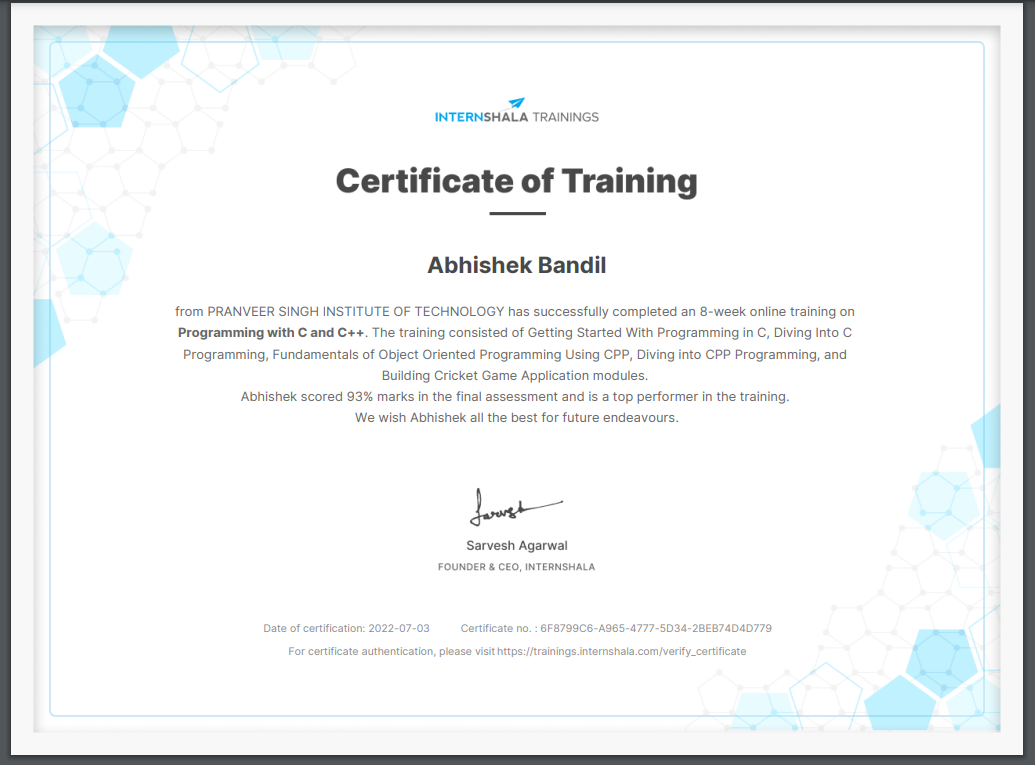 INTERNSHALA TRAININGS
Certificate of Training
Abhishek Bandil
from PRANVEER SINGH INSTITUTE OF TECHNOLOGY has successfully completed an 8-week online training on
Programming with C and C++. The training consisted of Getting Started With Programming in C, Diving Into C
Programming, Fundamentals of Object Oriented Programming Using CPP, Diving into CPP Programming, and
Building Cricket Game Application modules.
Abhishek scored 93% marks in the final assessment and is a top performer in the training.
We wish Abhishek all the best for future endeavours.
Sarvesh
Sarvesh Agarwal
FOUNDER & CEO, INTERNSHALA
Date of certification: 2022-07-03 Certificate no. : 6F8799C6-A965-4777-5D34-2BEB74D4D779
For certificate authentication, please visit https://trainings.internshala.com/verify_certificate